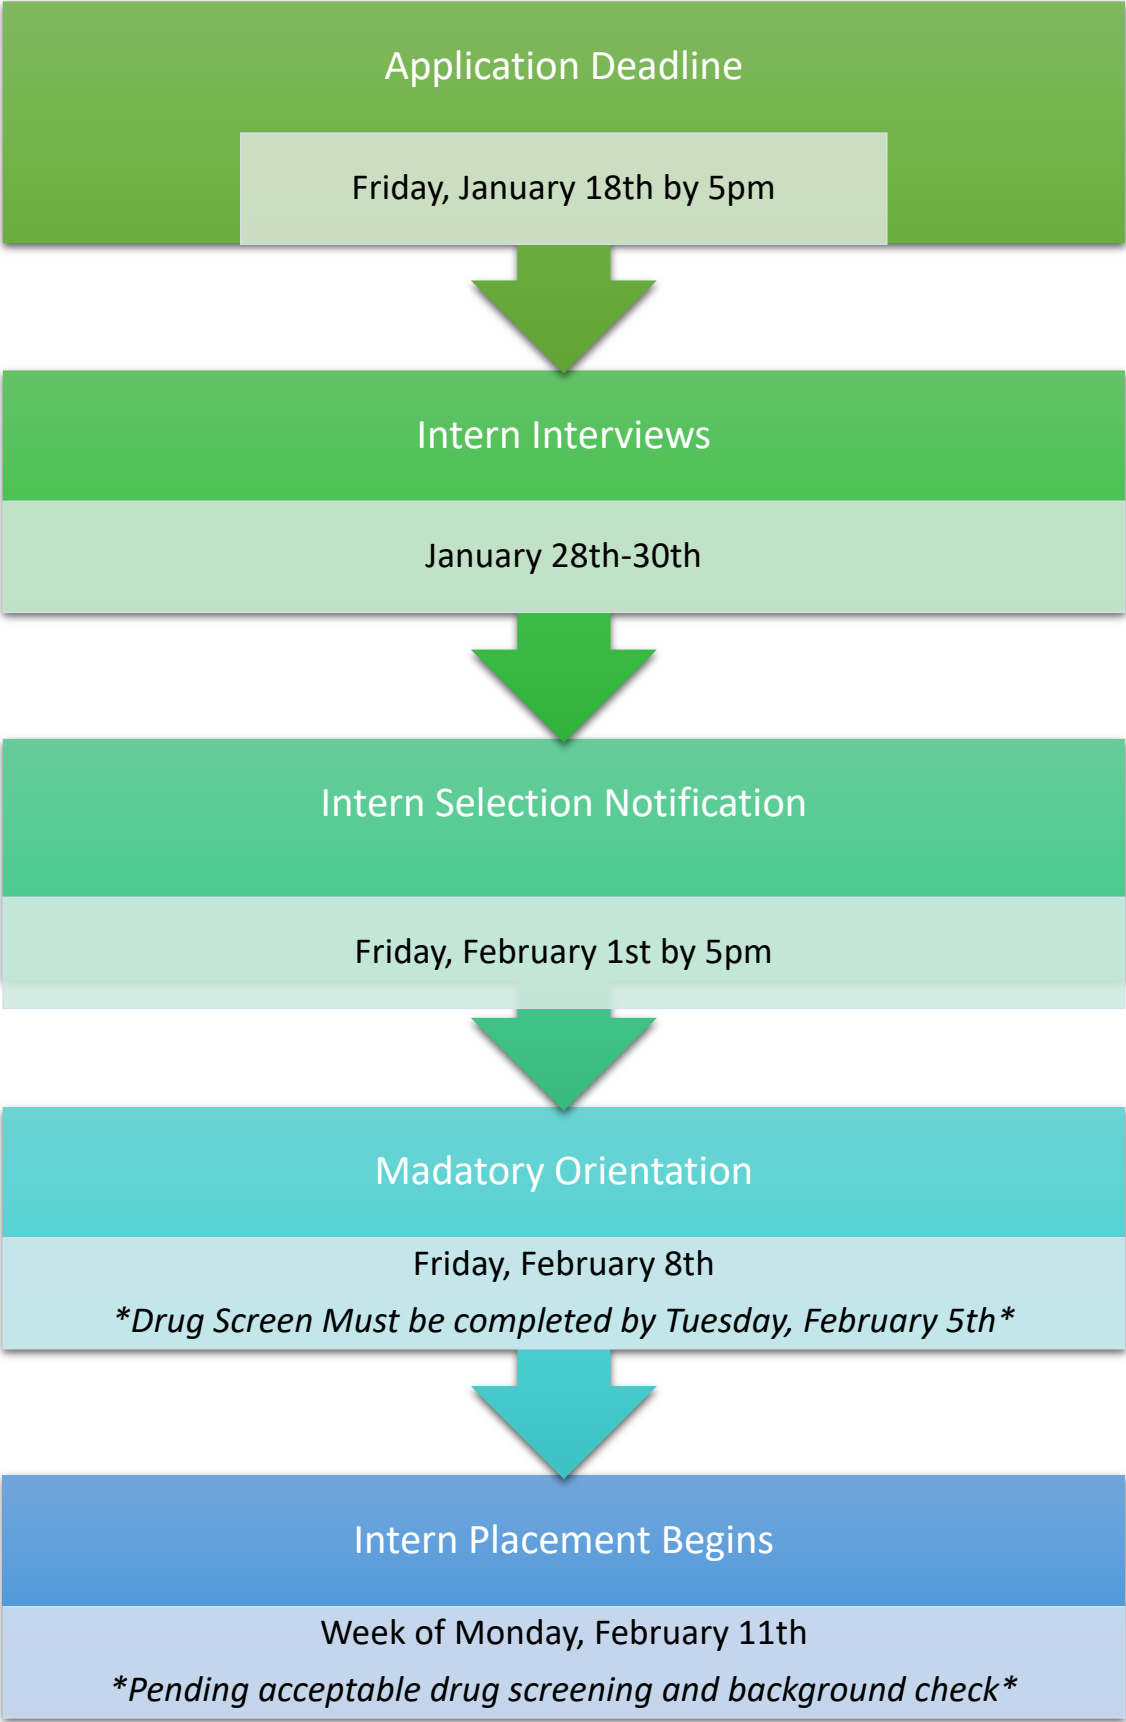 Application Deadline
Friday, January 18th by 5pm
Intern Interviews
January 28th-30th
Intern Selection Notification
Friday, February 1st by 5pm
Madatory Orientation
Friday, February 8th
*Drug Screen Must be completed by Tuesday, February 5th*
Intern Placement Begins
Week of Monday, February 11th
*Pending acceptable drug screening and background check*